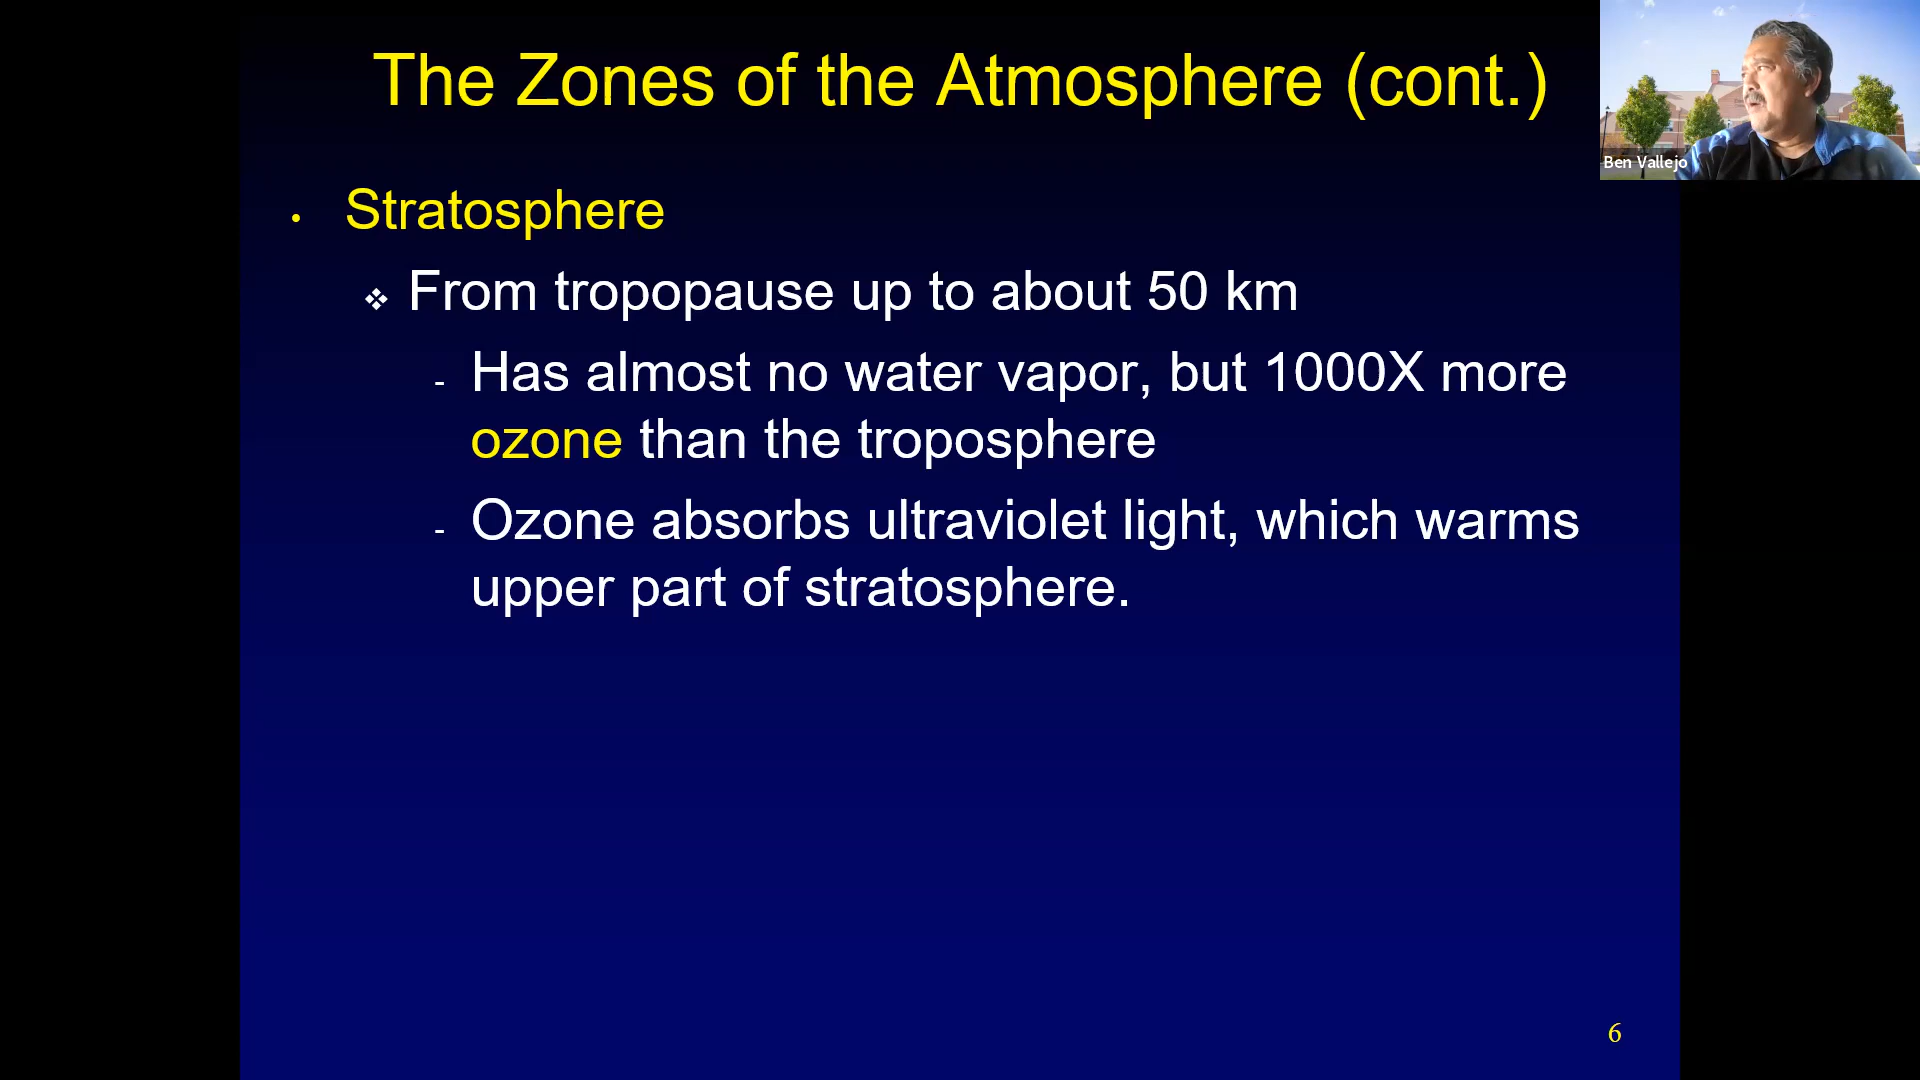 The Zones of the Atmosphere (cont.)
Ben Vallejo
• Stratosphere
❖ From tropopause up to about 50 km
- Has almost no water vapor, but 1000X more
ozone than the troposphere
- Ozone absorbs ultraviolet light, which warms
upper part of stratosphere.
6